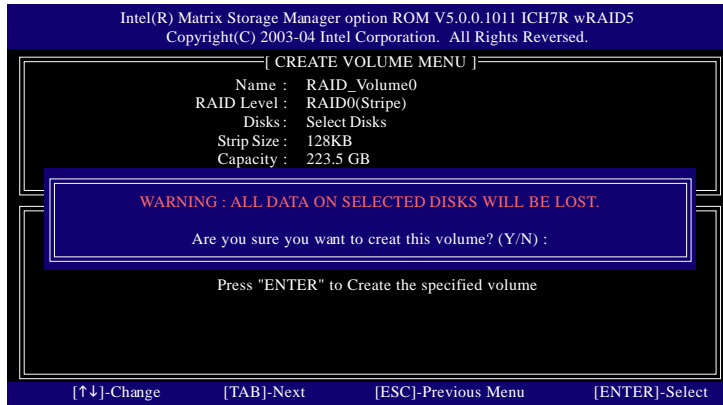 Intel(R) Matrix Storage Manager option ROM V5.0.0.1011 ICH7R wRAID5
Copyright(C) 2003-04 Intel Corporation. All Rights Reversed.
[ CREATE VOLUME MENU ]
Name : RAID_Volume0
RAID Level : RAID0(Stripe)
Disks : Select Disks
Strip Size : 128KB
Capacity : 223.5 GB
WARNING : ALL DATA ON SELECTED DISKS WILL BE LOST.
Are you sure you want to creat this volume? (Y/N) :
Press "ENTER" to Create the specified volume
[↑↓]-Change [TAB]-Next [ESC]-Previous Menu [ENTER]-Select